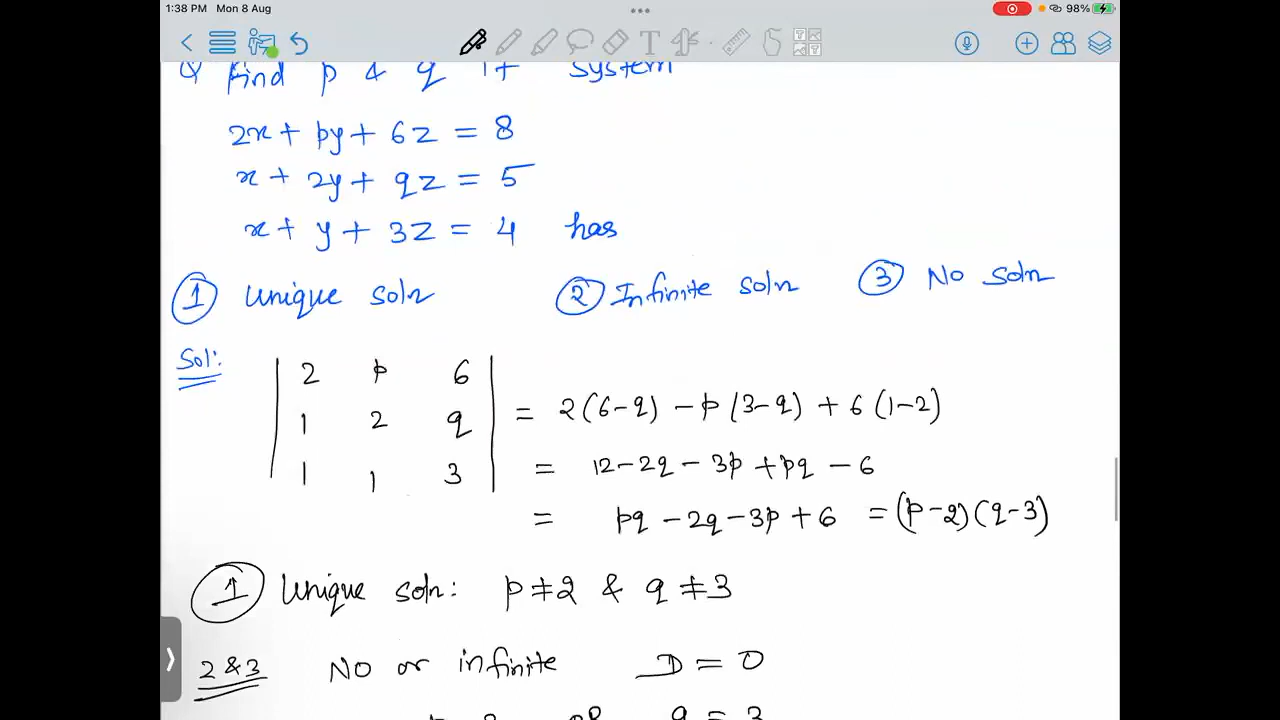 1:38 PM Mon 8 Aug
98%
Q Find p & q if system
2x + py + 6z = 8
x + 2y + qz = 5
x + y + 3z = 4 has
① Unique soln ② Infinite soln ③ No soln
Sol:
| 2 p 6 |
| 1 2 q | = 2(6-q) - p(3-q) + 6(1-2)
| 1 1 3 | = 12 - 2q - 3p + pq - 6
= pq - 2q - 3p + 6 = (p-2)(q-3)
① Unique soln: p ≠ 2 & q ≠ 3
2 & 3 No or infinite D = 0
p = 2 OR q = 3